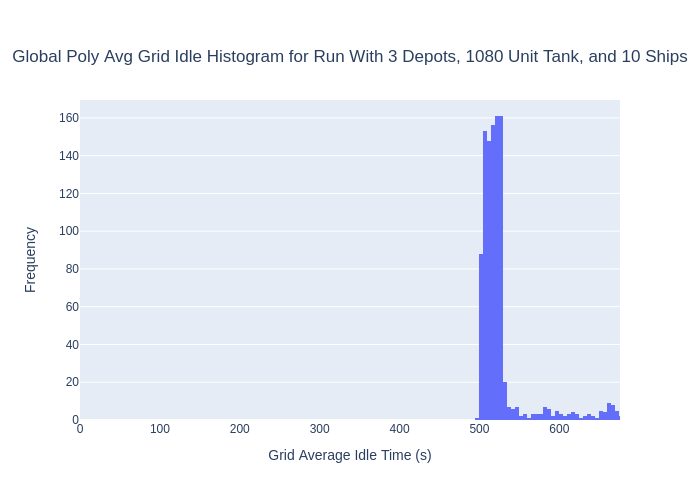 Global Poly Avg Grid Idle Histogram for Run With 3 Depots, 1080 Unit Tank, and 10 Ships
160
140
120
100
80
60
40
20
0
Frequency
0 100 200 300 400 500 600
Grid Average Idle Time (s)